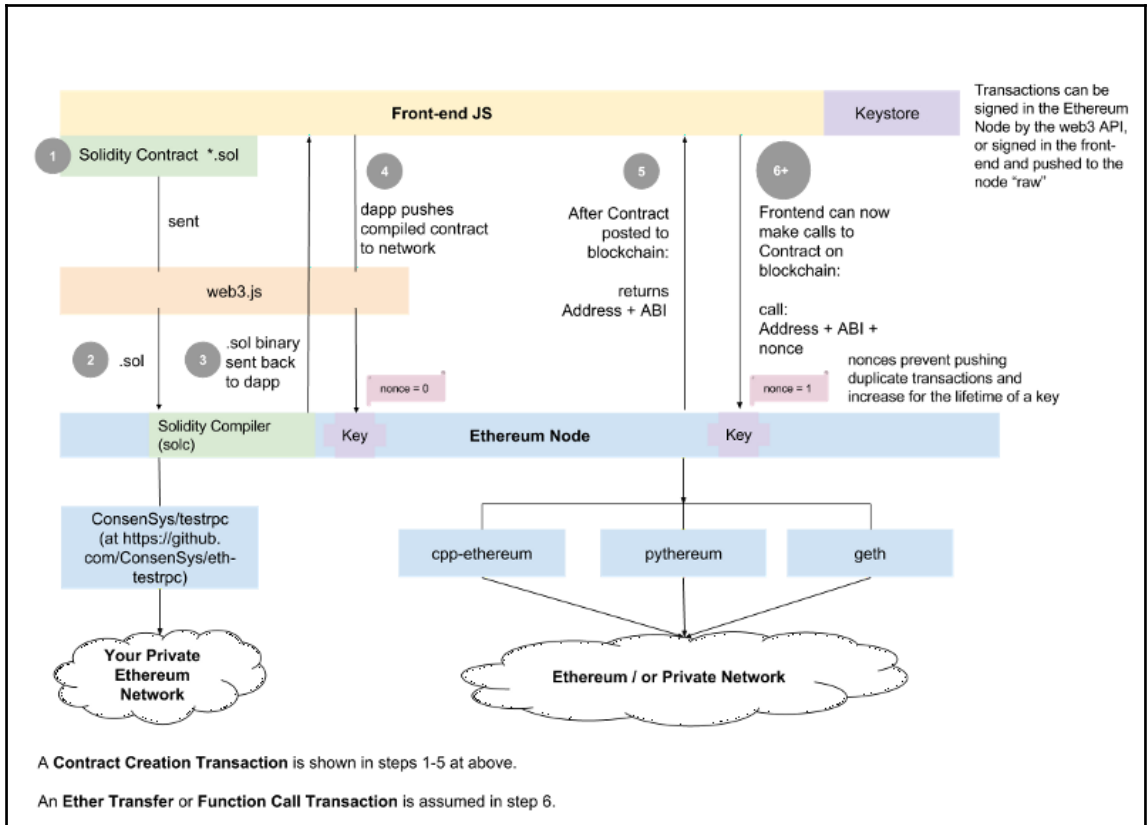 Front-end JS
Keystore
Transactions can be
signed in the Ethereum
Node by the web3 API,
or signed in the front-
end and pushed to the
node “raw”
1
Solidity Contract *.sol
sent
4
dapp pushes
compiled contract
to network
5
After Contract
posted to
blockchain:
returns
Address + ABI
6+
Frontend can now
make calls to
Contract on
blockchain:
call:
Address + ABI +
nonce
web3.js
2
.sol
3
.sol binary
sent back
to dapp
nonce = 0
nonce = 1
nonces prevent pushing
duplicate transactions and
increase for the lifetime of a key
Solidity Compiler
(solc)
Key
Ethereum Node
Key
ConsenSys/testrpc
(at https://github.
com/ConsenSys/eth-
testrpc)
cpp-ethereum
pythereum
geth
Your Private
Ethereum
Network
Ethereum / or Private Network
A Contract Creation Transaction is shown in steps 1-5 at above.
An Ether Transfer or Function Call Transaction is assumed in step 6.